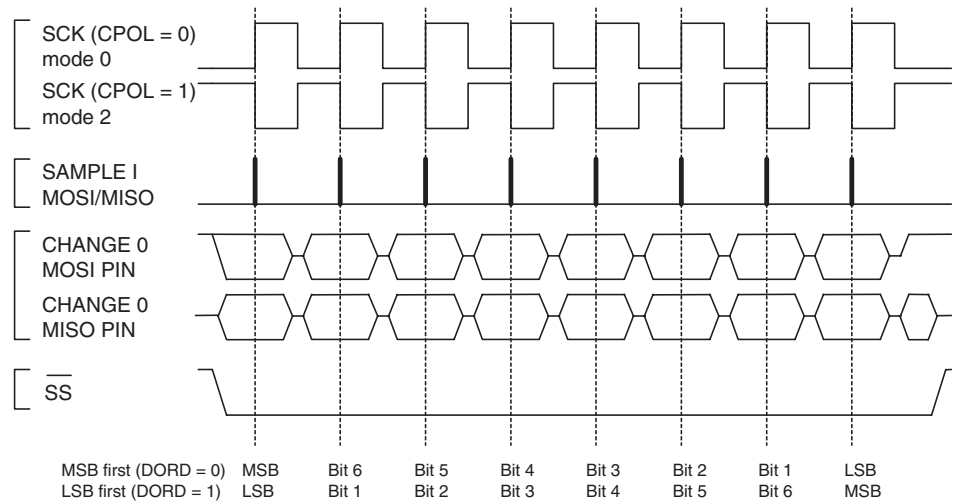 SCK (CPOL = 0)
mode 0
SCK (CPOL = 1)
mode 2
SAMPLE I
MOSI/MISO
CHANGE 0
MOSI PIN
CHANGE 0
MISO PIN
SS
MSB first (DORD = 0) MSB Bit 6 Bit 5 Bit 4 Bit 3 Bit 2 Bit 1 LSB
LSB first (DORD = 1) LSB Bit 1 Bit 2 Bit 3 Bit 4 Bit 5 Bit 6 MSB